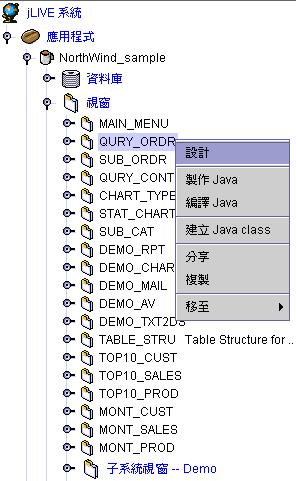 jLIVE 系統
應用程式
NorthWind_sample
資料庫
視窗
MAIN_MENU
QURY_ORDR
SUB_ORDR
QURY_CONT
CHART_TYPE
STAT_CHART
SUB_CAT
DEMO_RPT
DEMO_CHAR
DEMO_MAIL
DEMO_AV
DEMO_TXT2DS
TABLE_STRU Table Structure for ..
TOP10_CUST
TOP10_SALES
TOP10_PROD
MONT_CUST
MONT_SALES
MONT_PROD
子系統視窗 -- Demo
設計
製作 Java
編譯 Java
建立 Java class
分享
複製
移至